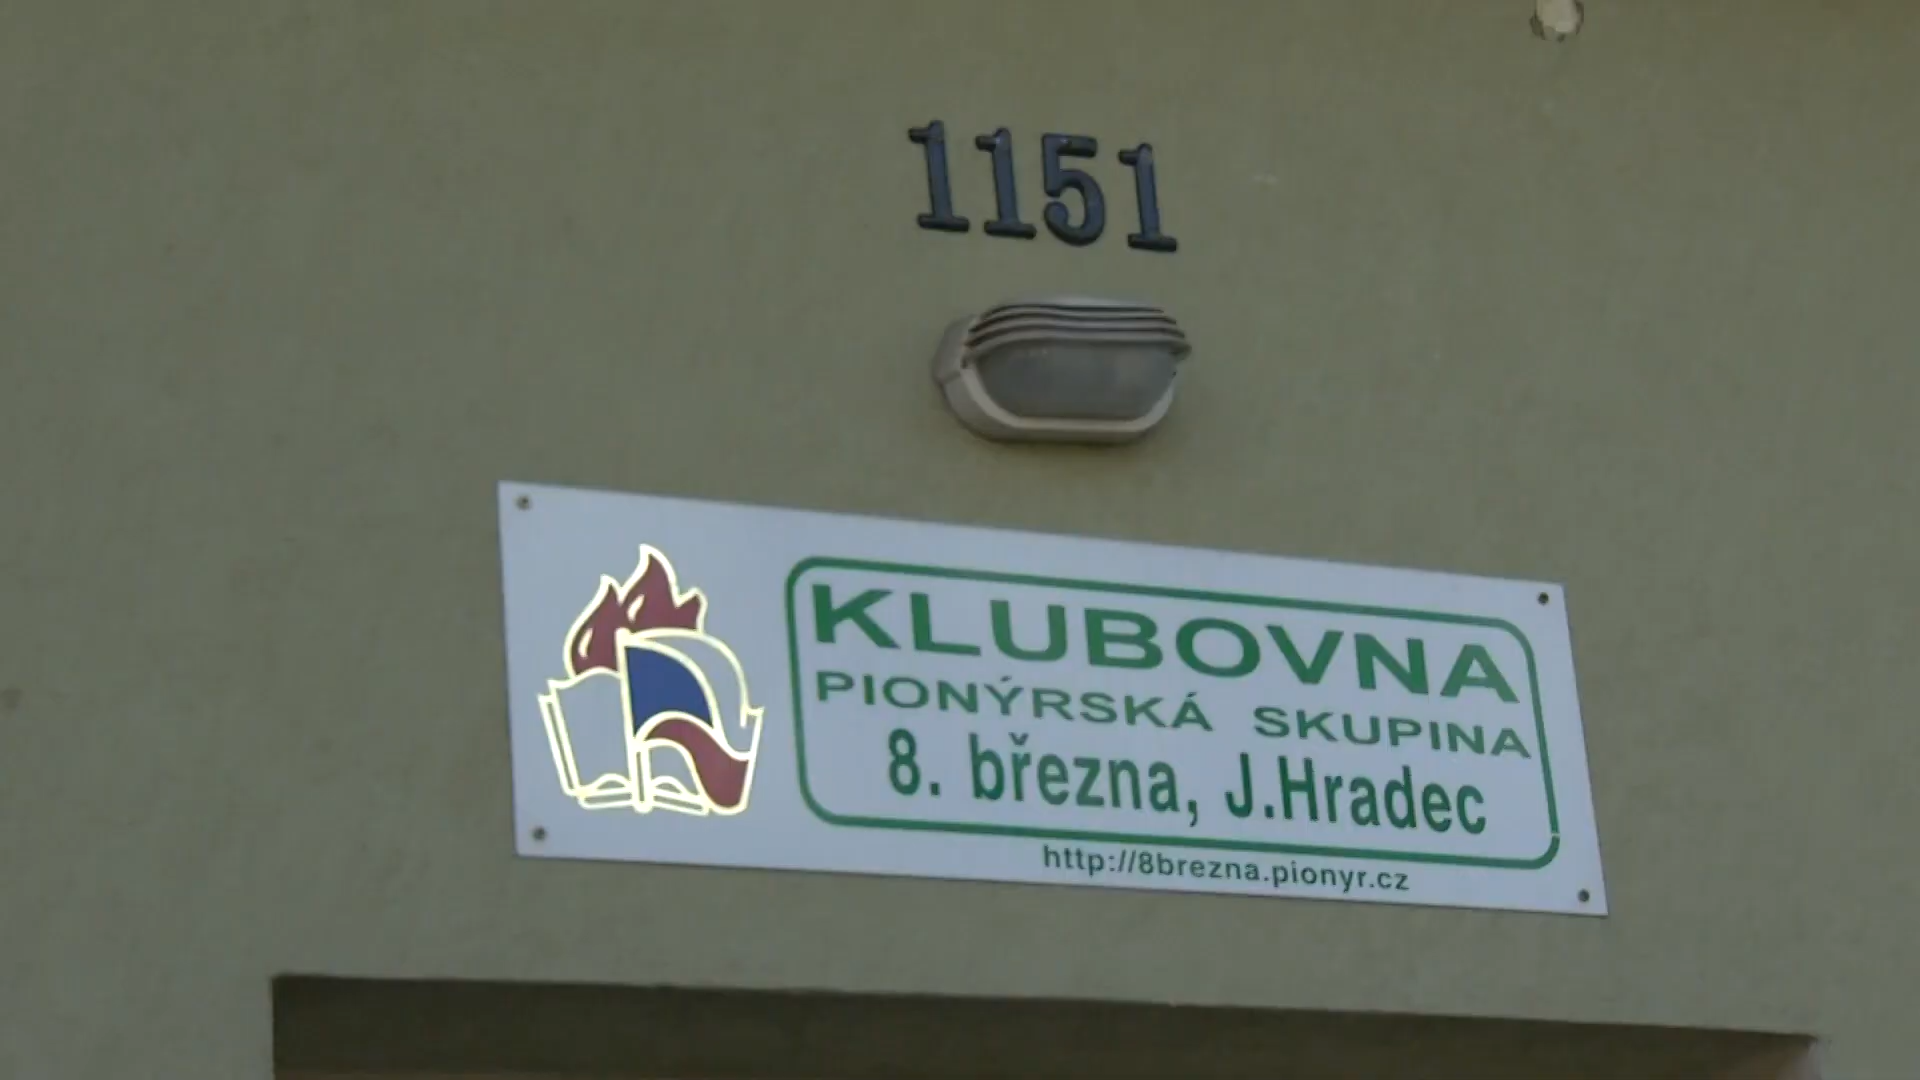 1151
KLUBOVNA
PIONÝRSKÁ SKUPINA
8. března, J.Hradec
http://8brezna.pionyr.cz